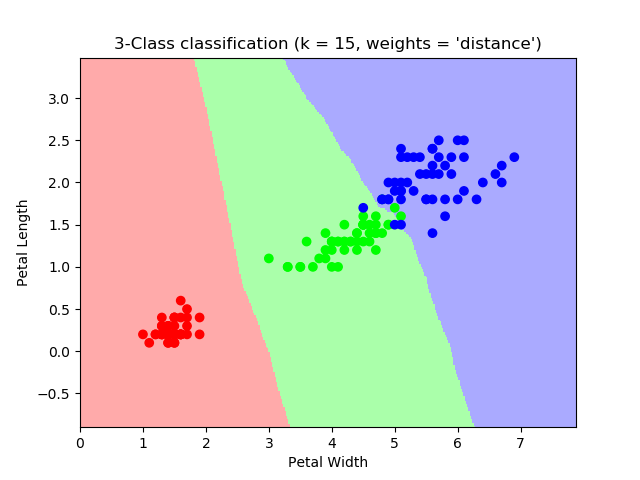 3-Class classification (k = 15, weights = 'distance')
Petal Length
3.0
2.5
2.0
1.5
1.0
0.5
0.0
−0.5
0 1 2 3 4 5 6 7
Petal Width